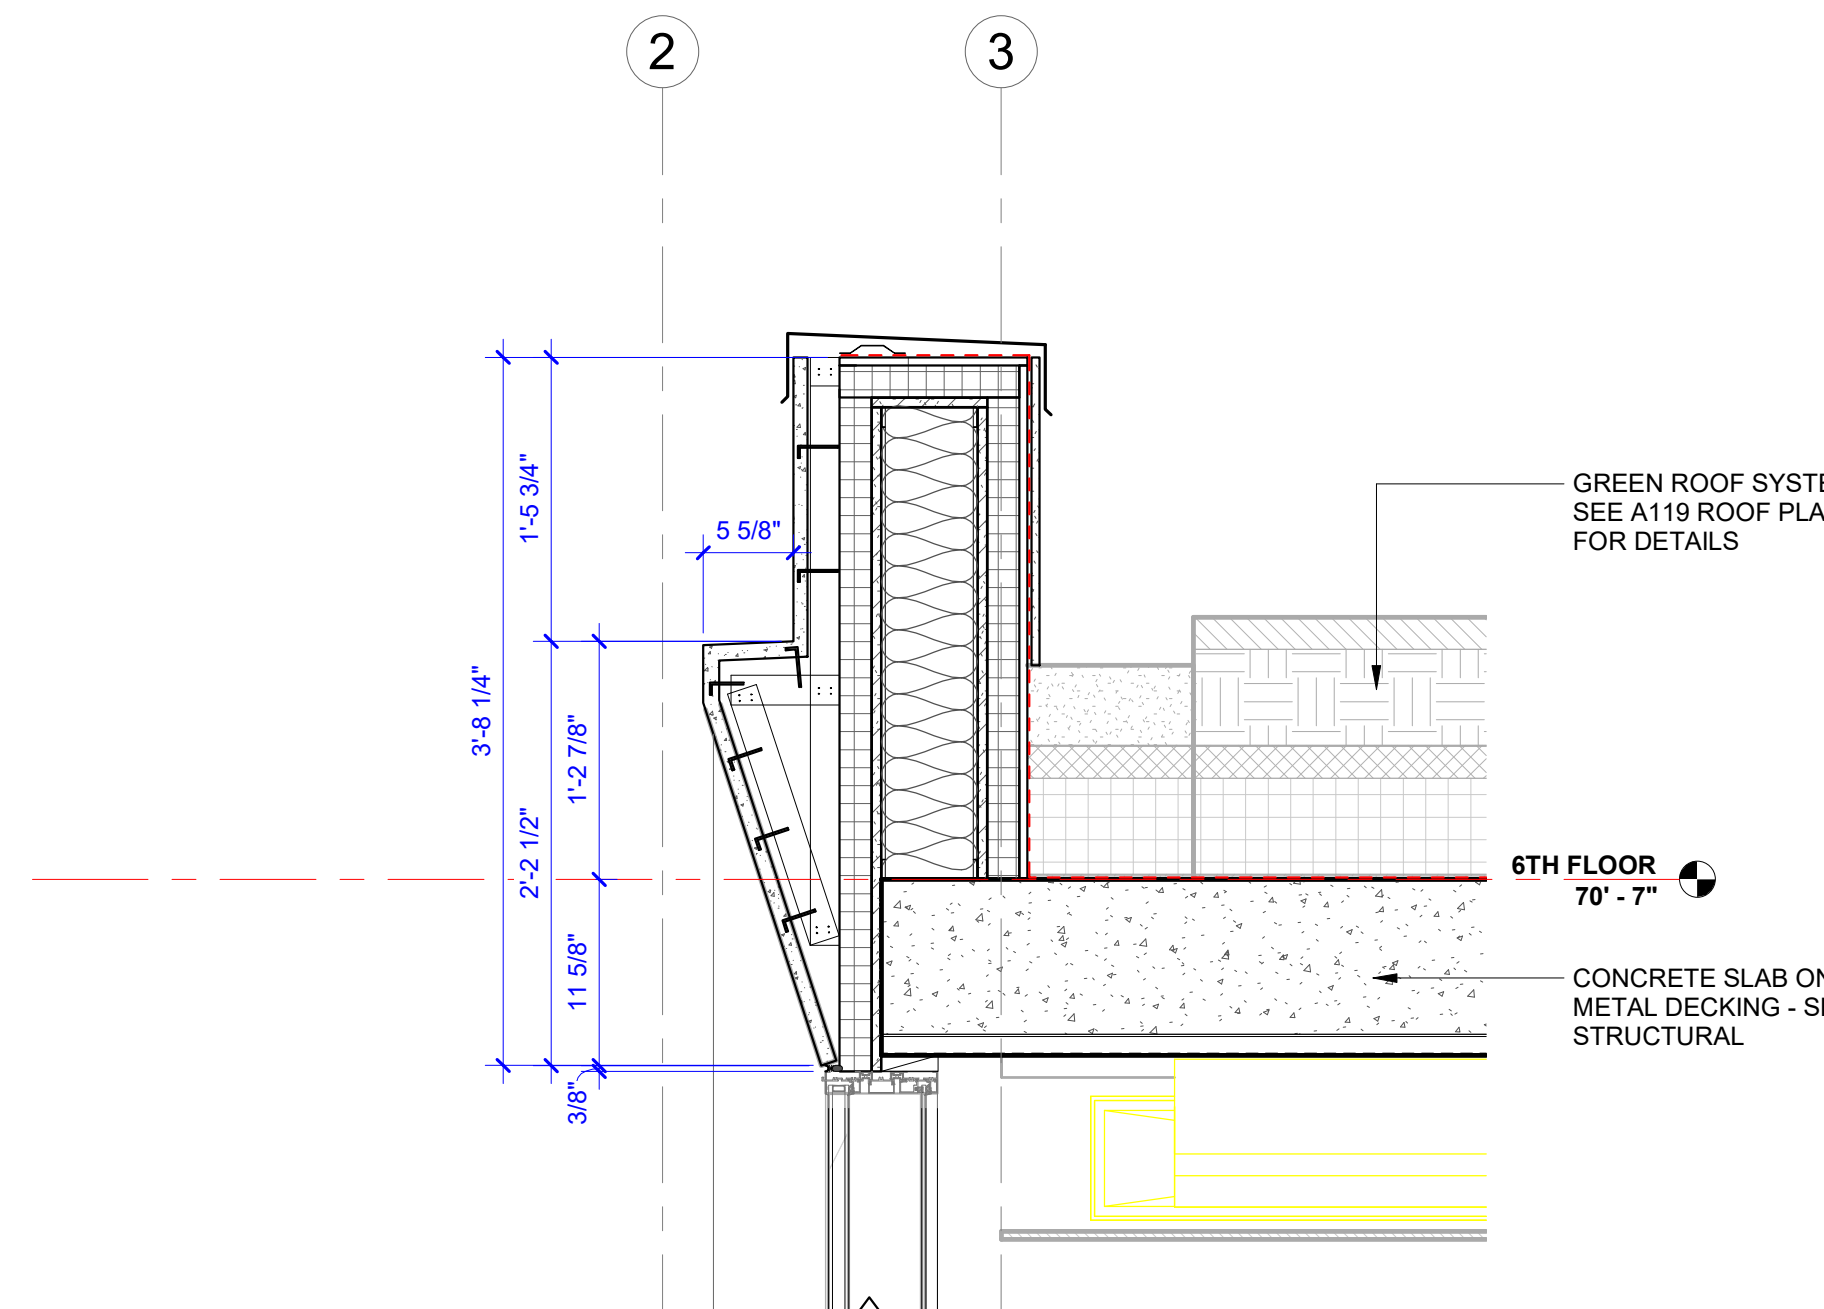 2
3
GREEN ROOF SYSTE
SEE A119 ROOF PLA
FOR DETAILS
1'-5 3/4"
5 5/8"
3'-8 1/4"
1'-2 7/8"
2'-2 1/2"
6TH FLOOR
70' - 7"
11 5/8"
CONCRETE SLAB ON
METAL DECKING - SE
STRUCTURAL
3/8"